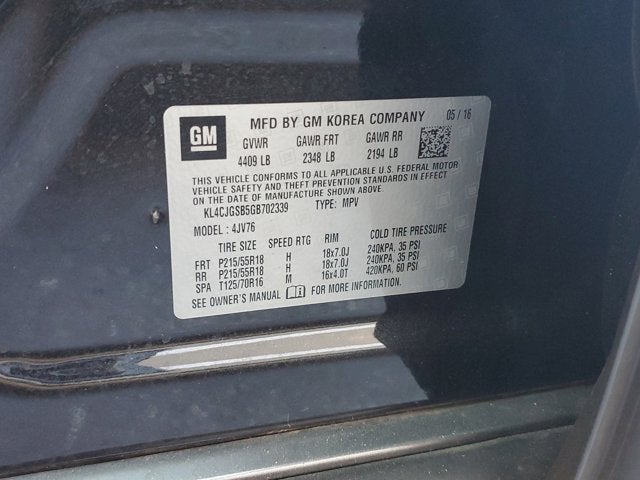 GM
MFD BY GM KOREA COMPANY 05 / 16
GVWR GAWR FRT GAWR RR
4409 LB 2348 LB 2194 LB
THIS VEHICLE CONFORMS TO ALL APPLICABLE U.S. FEDERAL MOTOR
VEHICLE SAFETY AND THEFT PREVENTION STANDARDS IN EFFECT
ON THE DATE OF MANUFACTURE SHOWN ABOVE.
KL4CJGSB5GB702339 TYPE: MPV
MODEL: 4JV76
TIRE SIZE SPEED RTG RIM COLD TIRE PRESSURE
FRT P215/55R18 H 18x7.0J 240KPA, 35 PSI
RR P215/55R18 H 18x7.0J 240KPA, 35 PSI
SPA T125/70R16 M 16x4.0T 420KPA, 60 PSI
SEE OWNER'S MANUAL FOR MORE INFORMATION.